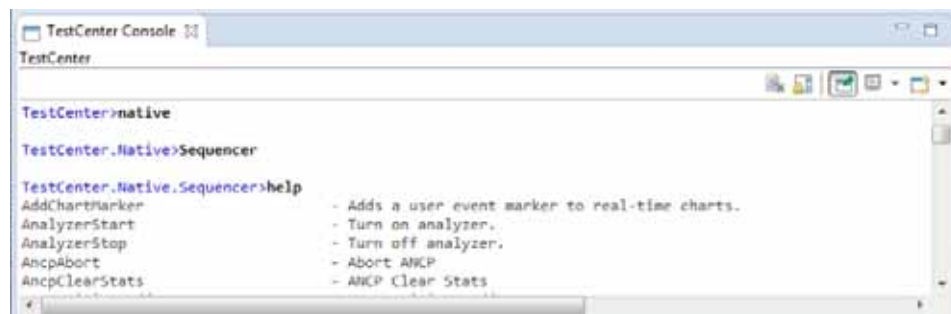 TestCenter Console
TestCenter
TestCenter>native
TestCenter.Native>Sequencer
TestCenter.Native.Sequencer>help
AddChartMarker - Adds a user event marker to real-time charts.
AnalyzerStart - Turn on analyzer.
AnalyzerStop - Turn off analyzer.
AncpAbort - Abort ANCP
AncpClearStats - ANCP Clear Stats